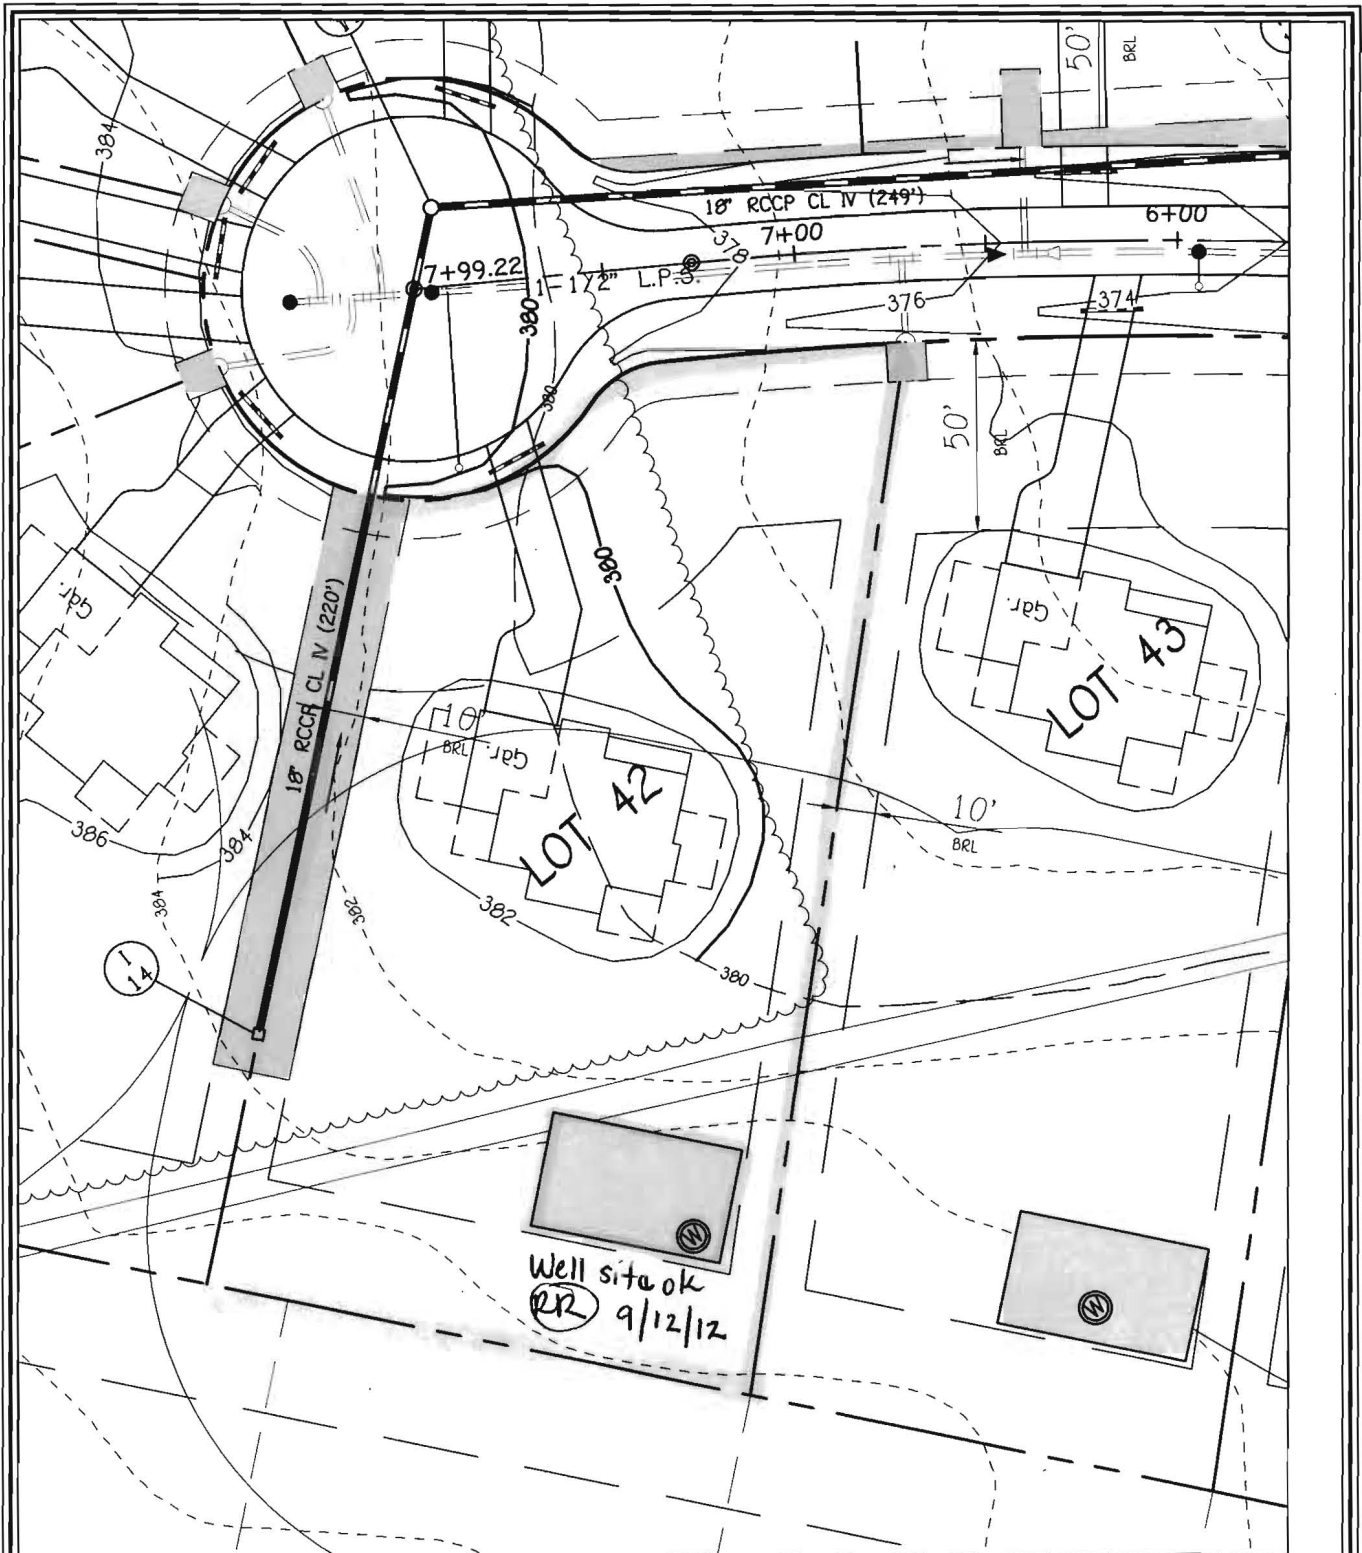 50'
BRL
384
18" RCCP CL IV (249')
6+00
7+00
378
7+99.22
1- 1 1/2" L.P.S.
376
374
380
380
50'
BRL
380
Gar.
Gar.
18" RCCP CL IV (220')
LOT 43
10'
BRL
Gar.
LOT 42
10'
BRL
386
384
384
382
382
380
I
14
W
Well site ok
RR 9/12/12
W